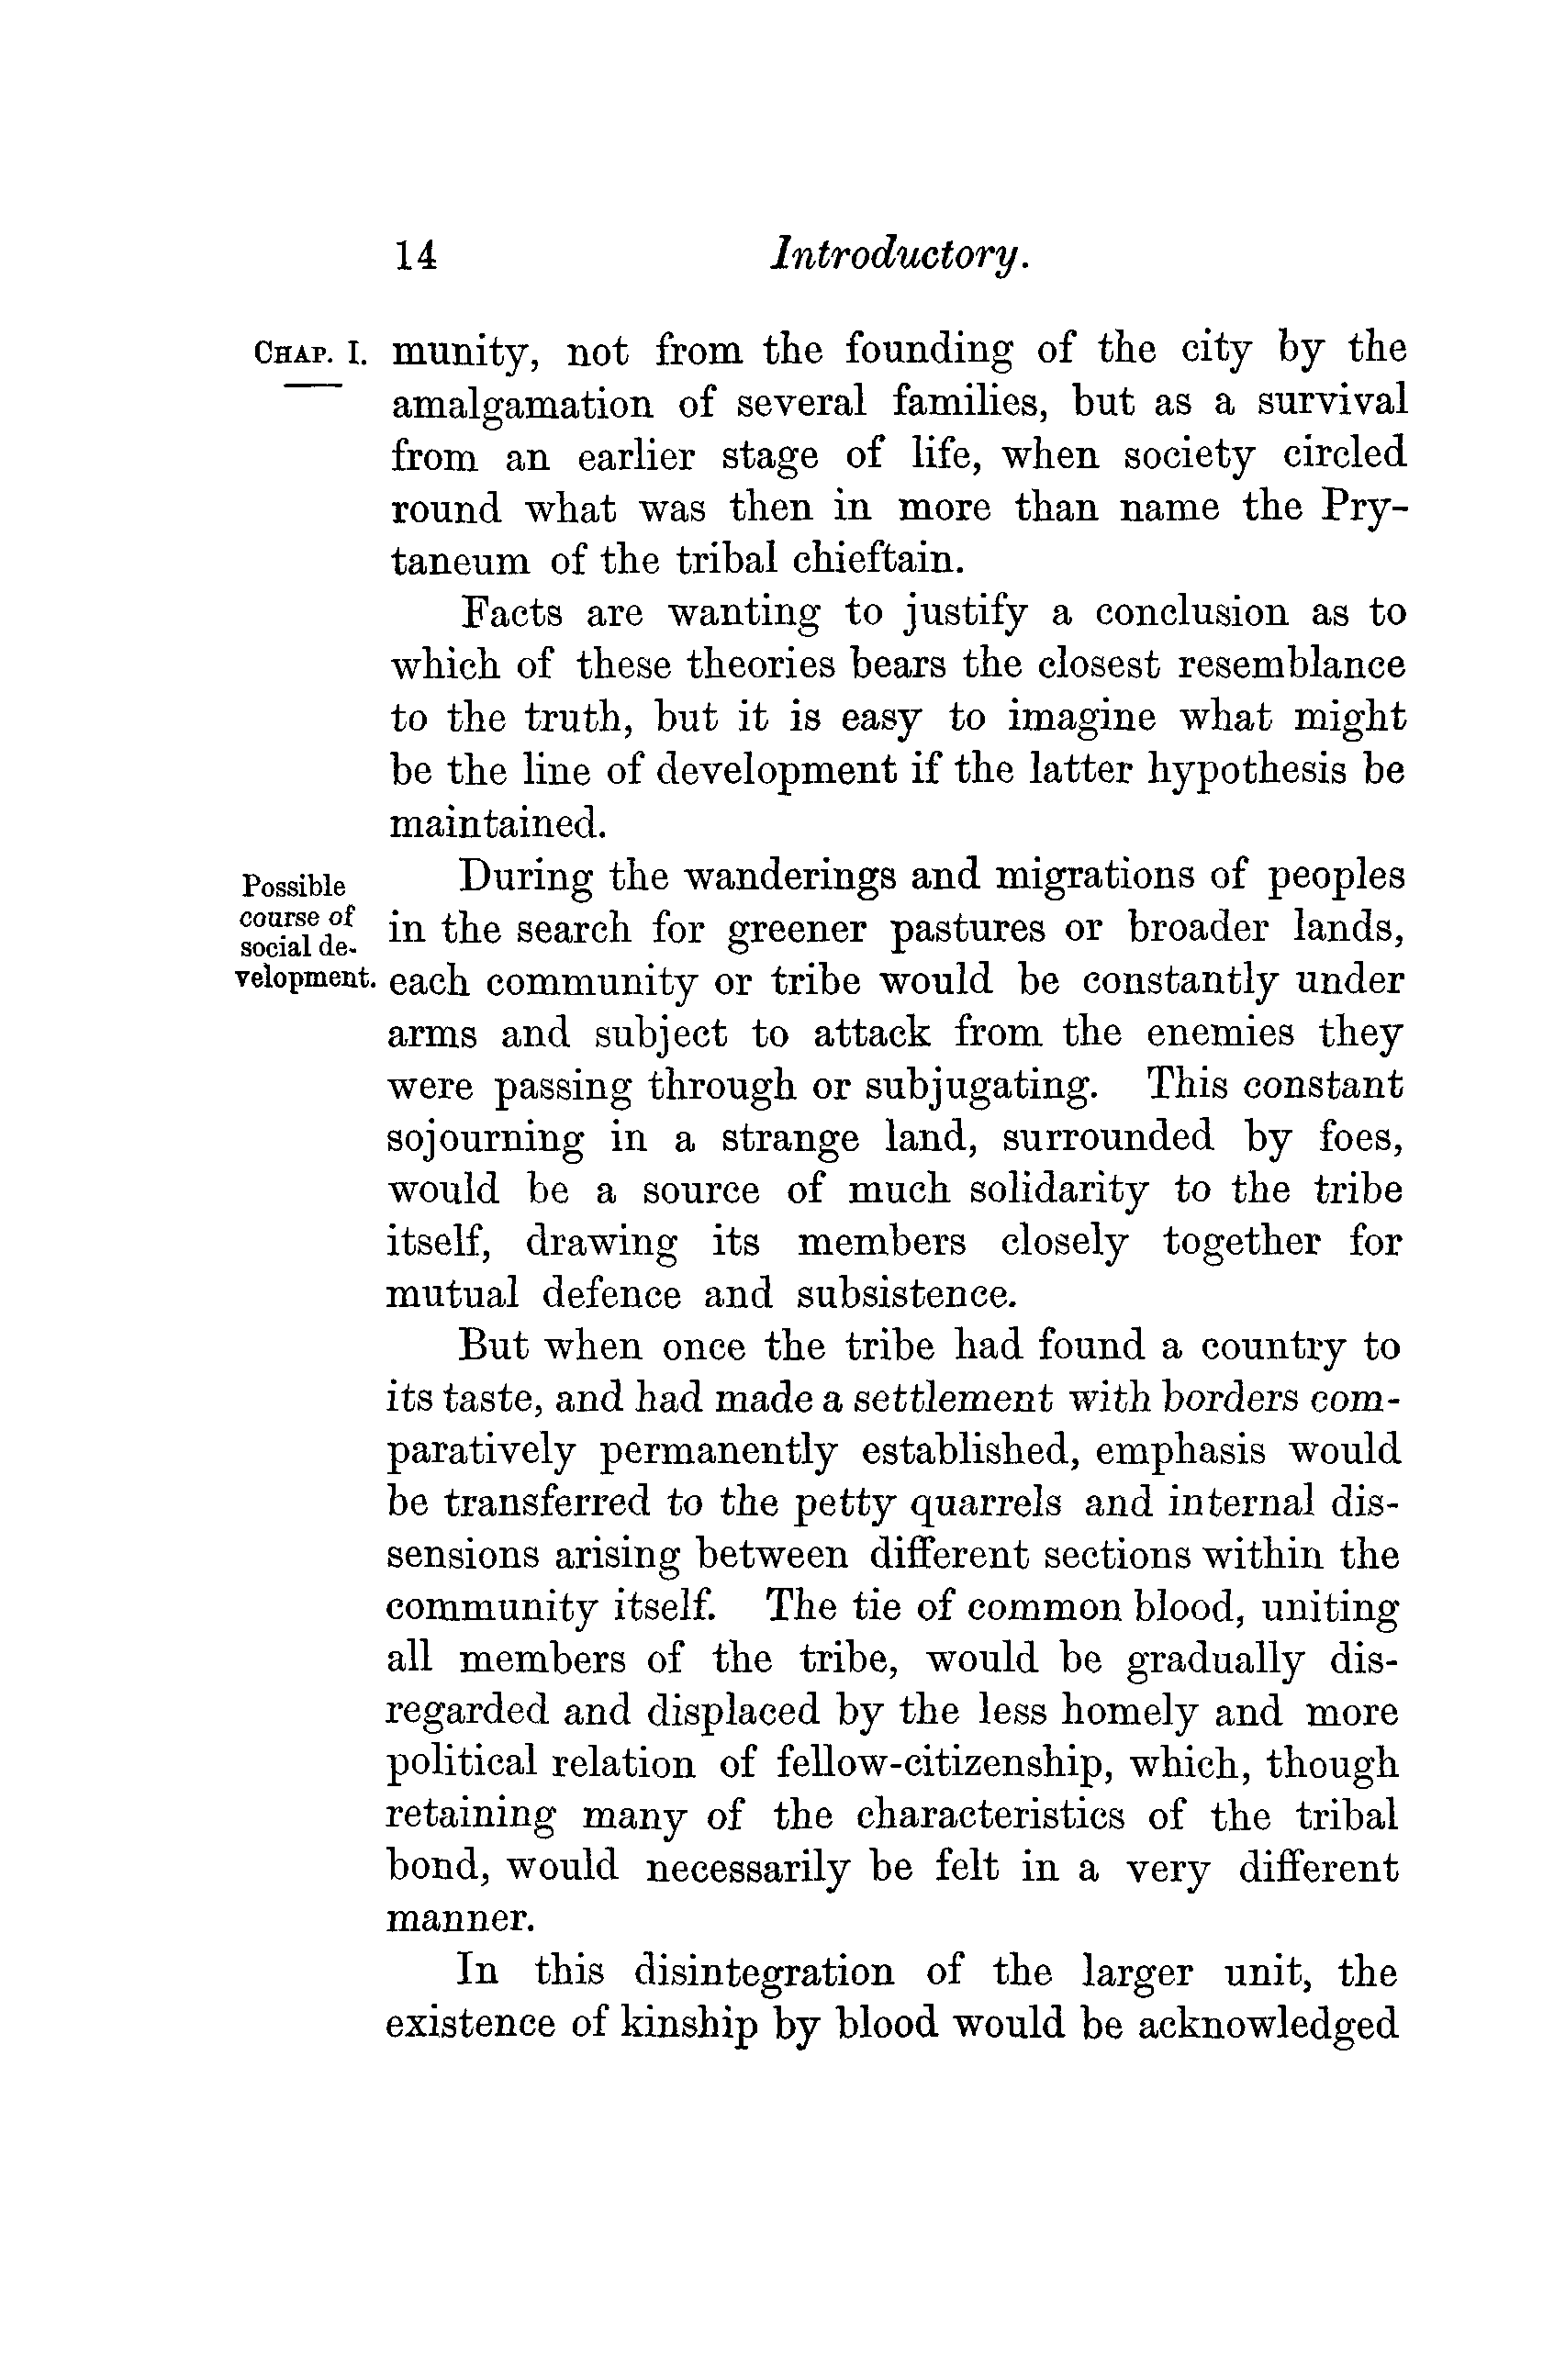 14 Introductory.
CHAP. I.
munity, not from the founding of the city by the
amalgamation of several families, but as a survival
from an earlier stage of life, when society circled
round what was then in more than name the Pry-
taneum of the tribal chieftain.
Facts are wanting to justify a conclusion as to
which of these theories bears the closest resemblance
to the truth, but it is easy to imagine what might
be the line of development if the latter hypothesis be
maintained.
Possible
course of
social de-
velopment.
During the wanderings and migrations of peoples
in the search for greener pastures or broader lands,
each community or tribe would be constantly under
arms and subject to attack from the enemies they
were passing through or subjugating. This constant
sojourning in a strange land, surrounded by foes,
would be a source of much solidarity to the tribe
itself, drawing its members closely together for
mutual defence and subsistence.
But when once the tribe had found a country to
its taste, and had made a settlement with borders com-
paratively permanently established, emphasis would
be transferred to the petty quarrels and internal dis-
sensions arising between different sections within the
community itself. The tie of common blood, uniting
all members of the tribe, would be gradually dis-
regarded and displaced by the less homely and more
political relation of fellow-citizenship, which, though
retaining many of the characteristics of the tribal
bond, would necessarily be felt in a very different
manner.
In this disintegration of the larger unit, the
existence of kinship by blood would be acknowledged